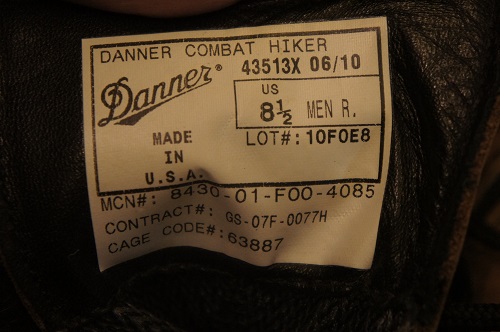 DANNER COMBAT HIKER
Danner® 43513X 06/10
US
8½ MEN R.
MADE LOT#: 10F0E8
IN
U.S.A.
MCN#: 8430-01-F00-4085
CONTRACT#: GS-07F-0077H
CAGE CODE#: 63887